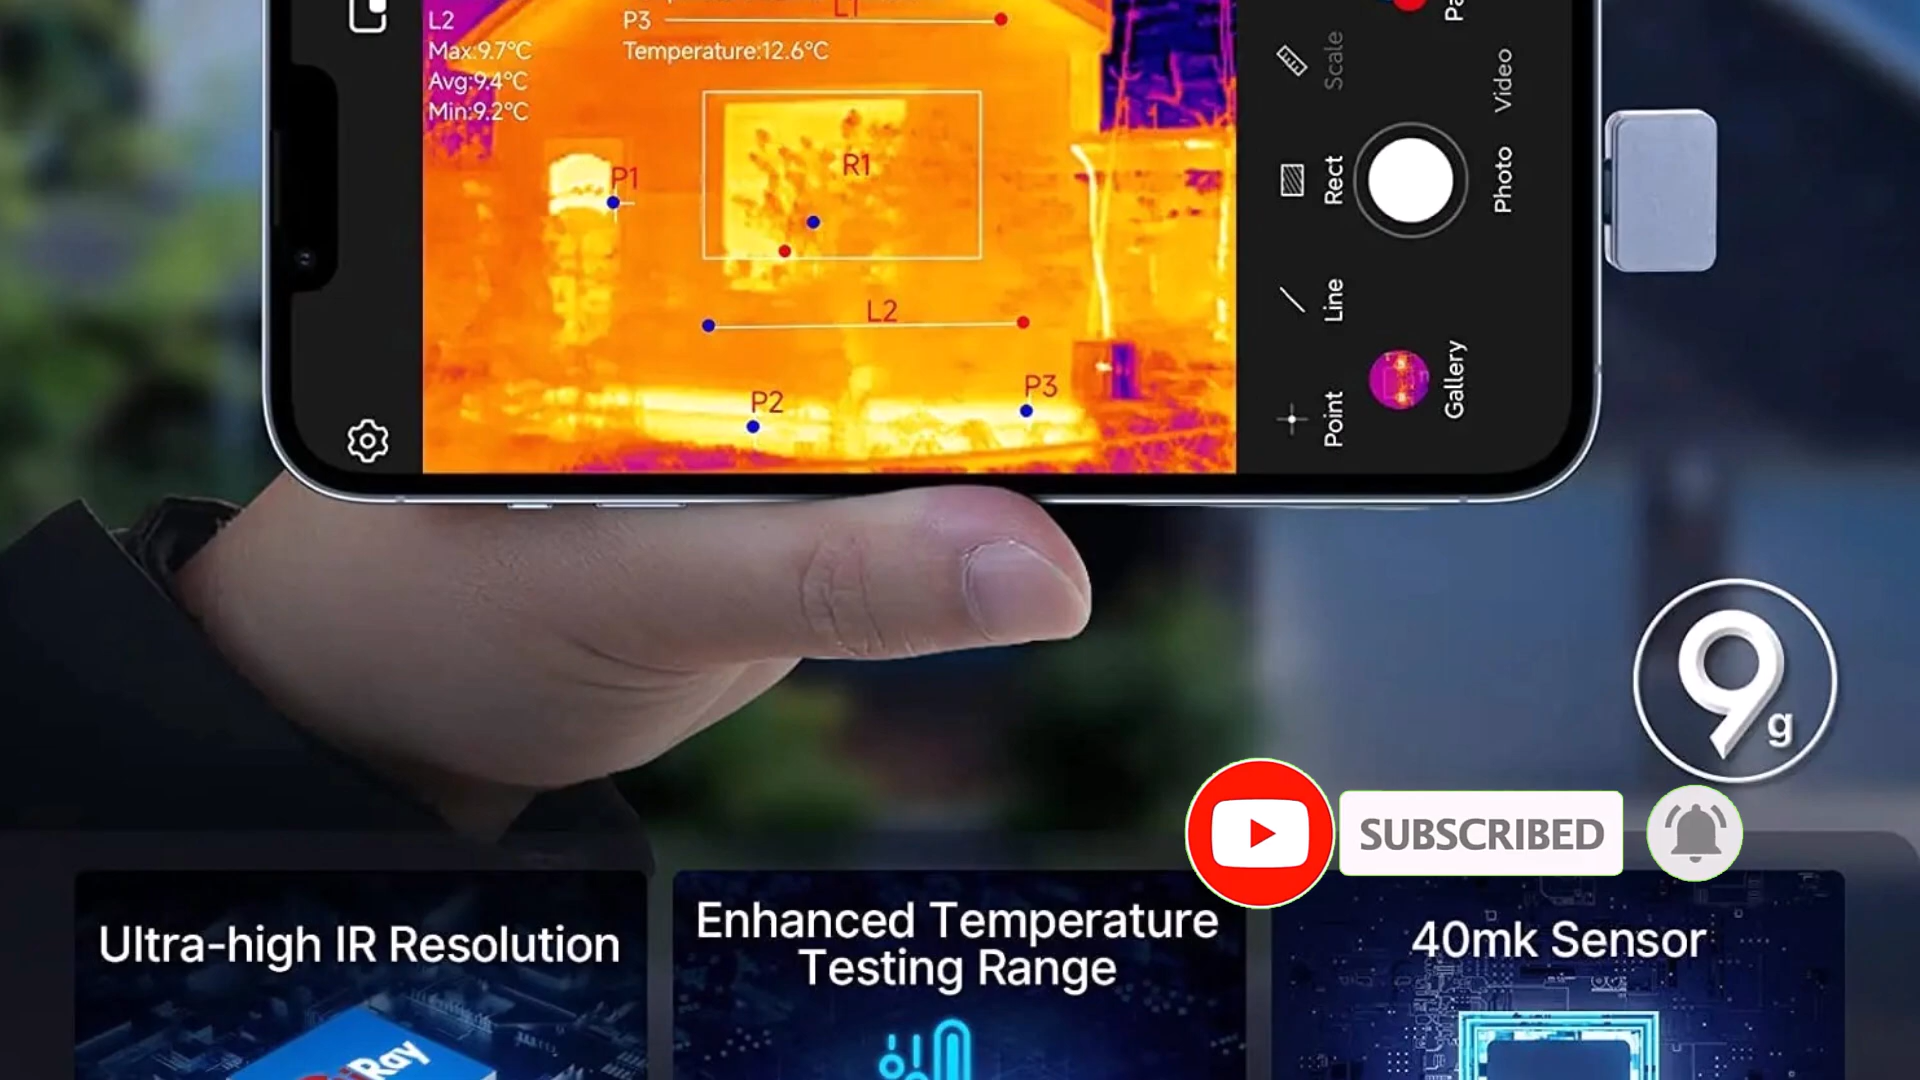 L2
Max:9.7°C
Avg:9.4°C
Min:9.2°C
P3
Temperature:12.6°C
L1
P1
R1
L2
P2
P3
Scale
Rect
Line
Point
Video
Photo
Gallery
9g
SUBSCRIBED
Ultra-high IR Resolution
Enhanced Temperature
Testing Range
40mk Sensor